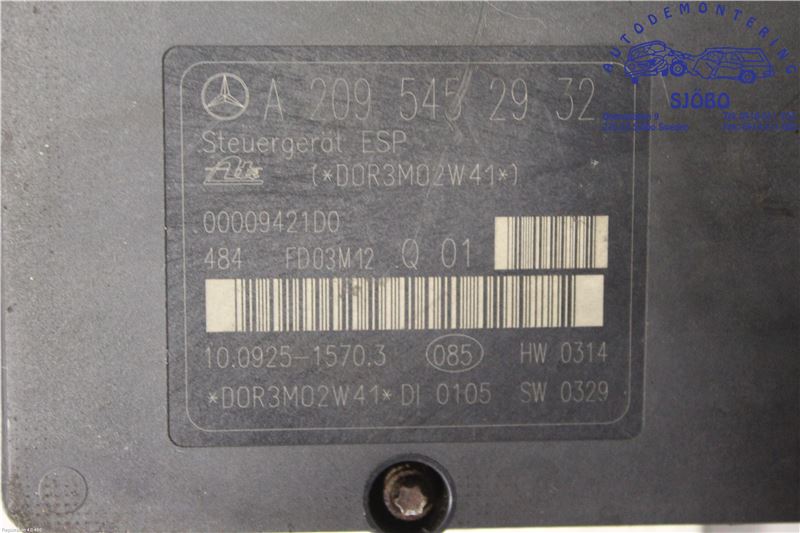 AUTODEMONTERING
SJÖBO
A 209 545 29 32
Steuergerät ESP
(*D0R3M02W41*)
00009421D0
484 FD03M12 Q 01
10.0925-1570.3 085 HW 0314
*D0R3M02W41* DI 0105 SW 0329